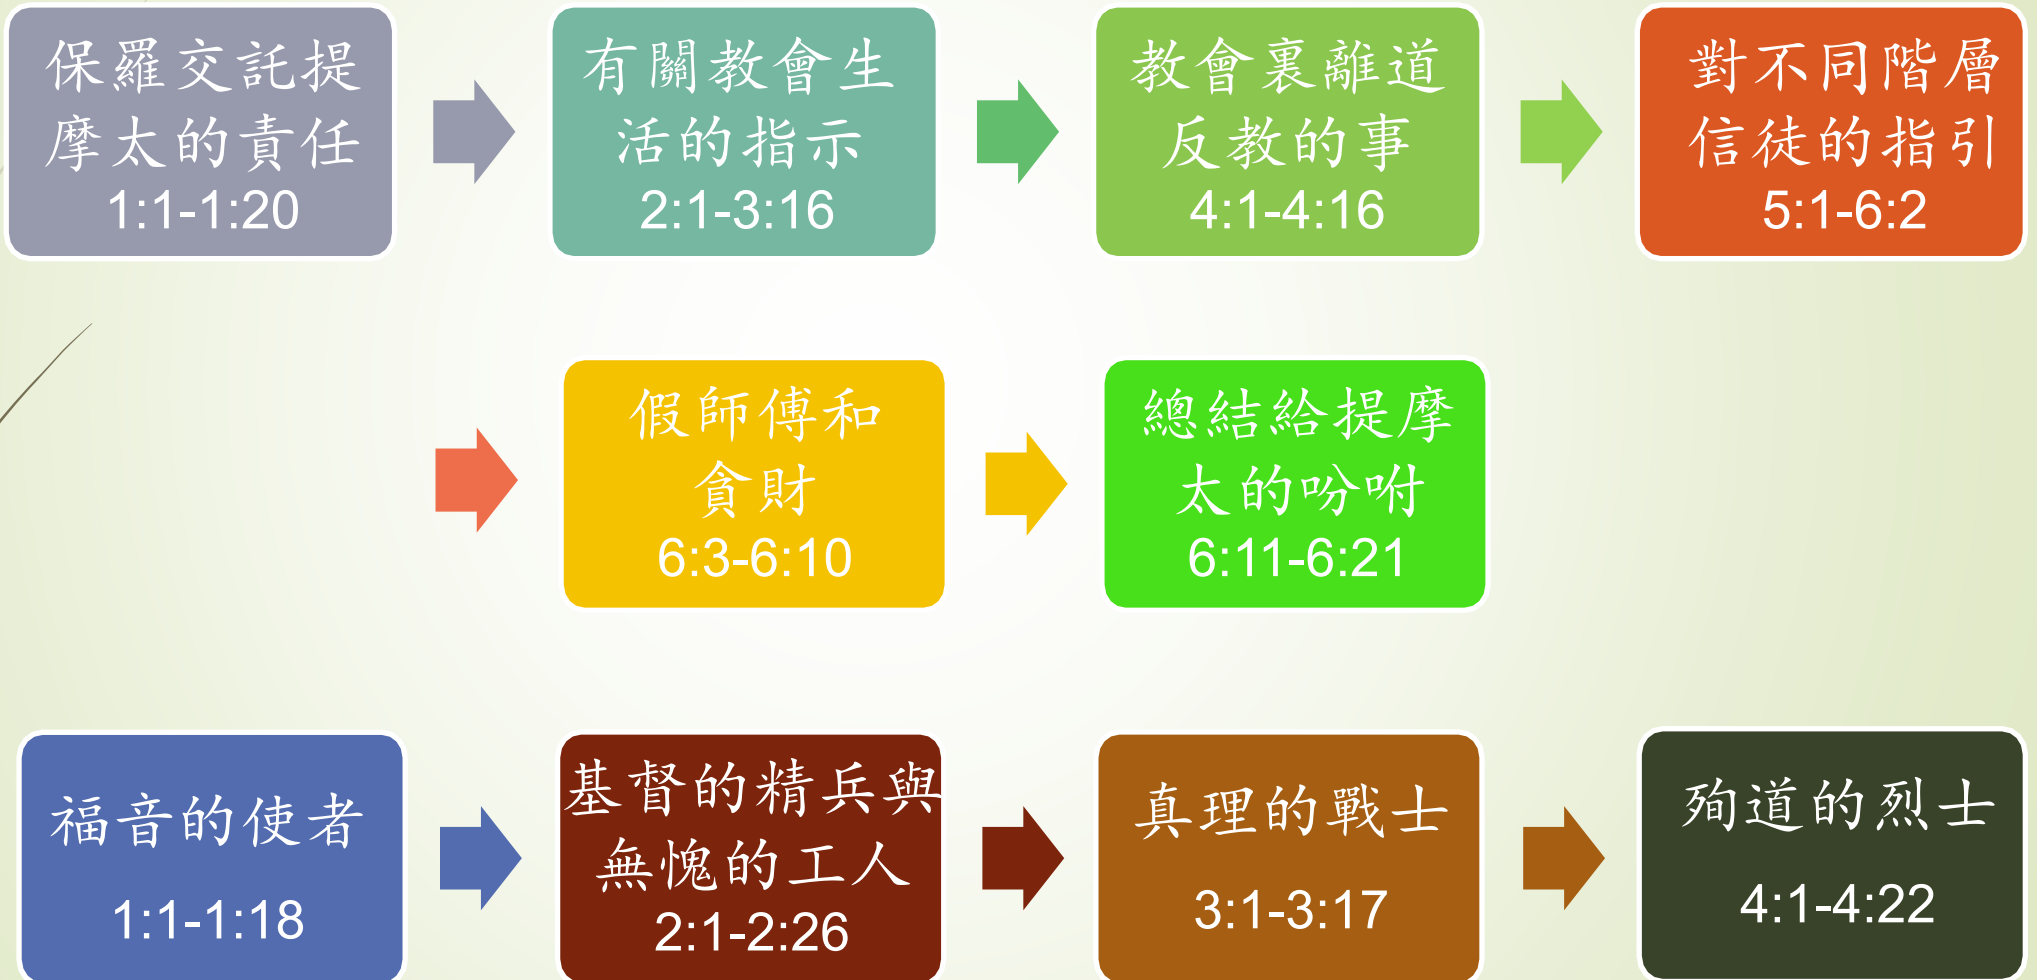 保羅交託提
摩太的責任
1:1-1:20
有關教會生
活的指示
2:1-3:16
教會裏離道
反教的事
4:1-4:16
對不同階層
信徒的指引
5:1-6:2
假師傅和
貪財
6:3-6:10
總結給提摩
太的吩咐
6:11-6:21
福音的使者
1:1-1:18
基督的精兵與
無愧的工人
2:1-2:26
真理的戰士
3:1-3:17
殉道的烈士
4:1-4:22